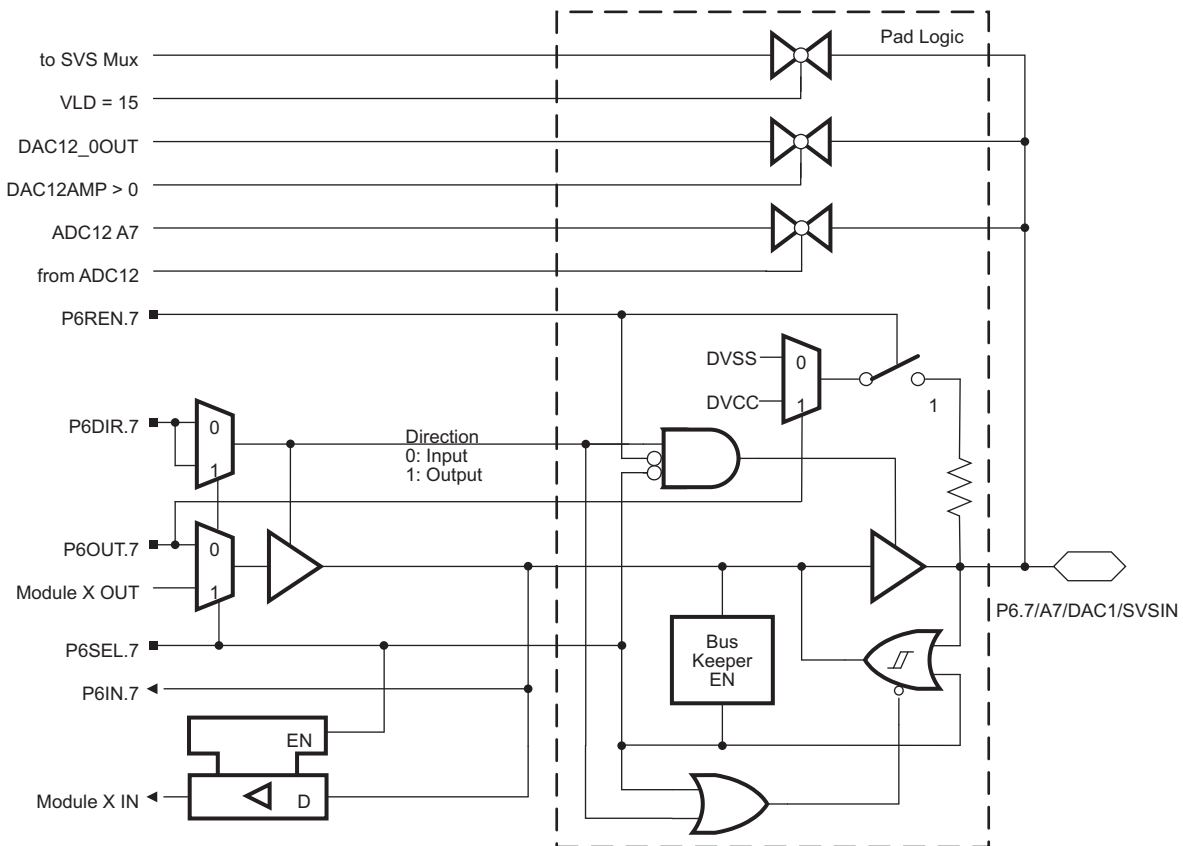 Pad Logic
to SVS Mux
VLD = 15
DAC12_0OUT
DAC12AMP > 0
ADC12 A7
from ADC12
P6REN.7
DVSS
0
DVCC
1
1
P6DIR.7
0
1
Direction
0: Input
1: Output
P6OUT.7
0
Module X OUT
1
P6.7/A7/DAC1/SVSIN
P6SEL.7
Bus
Keeper
EN
P6IN.7
EN
Module X IN
D